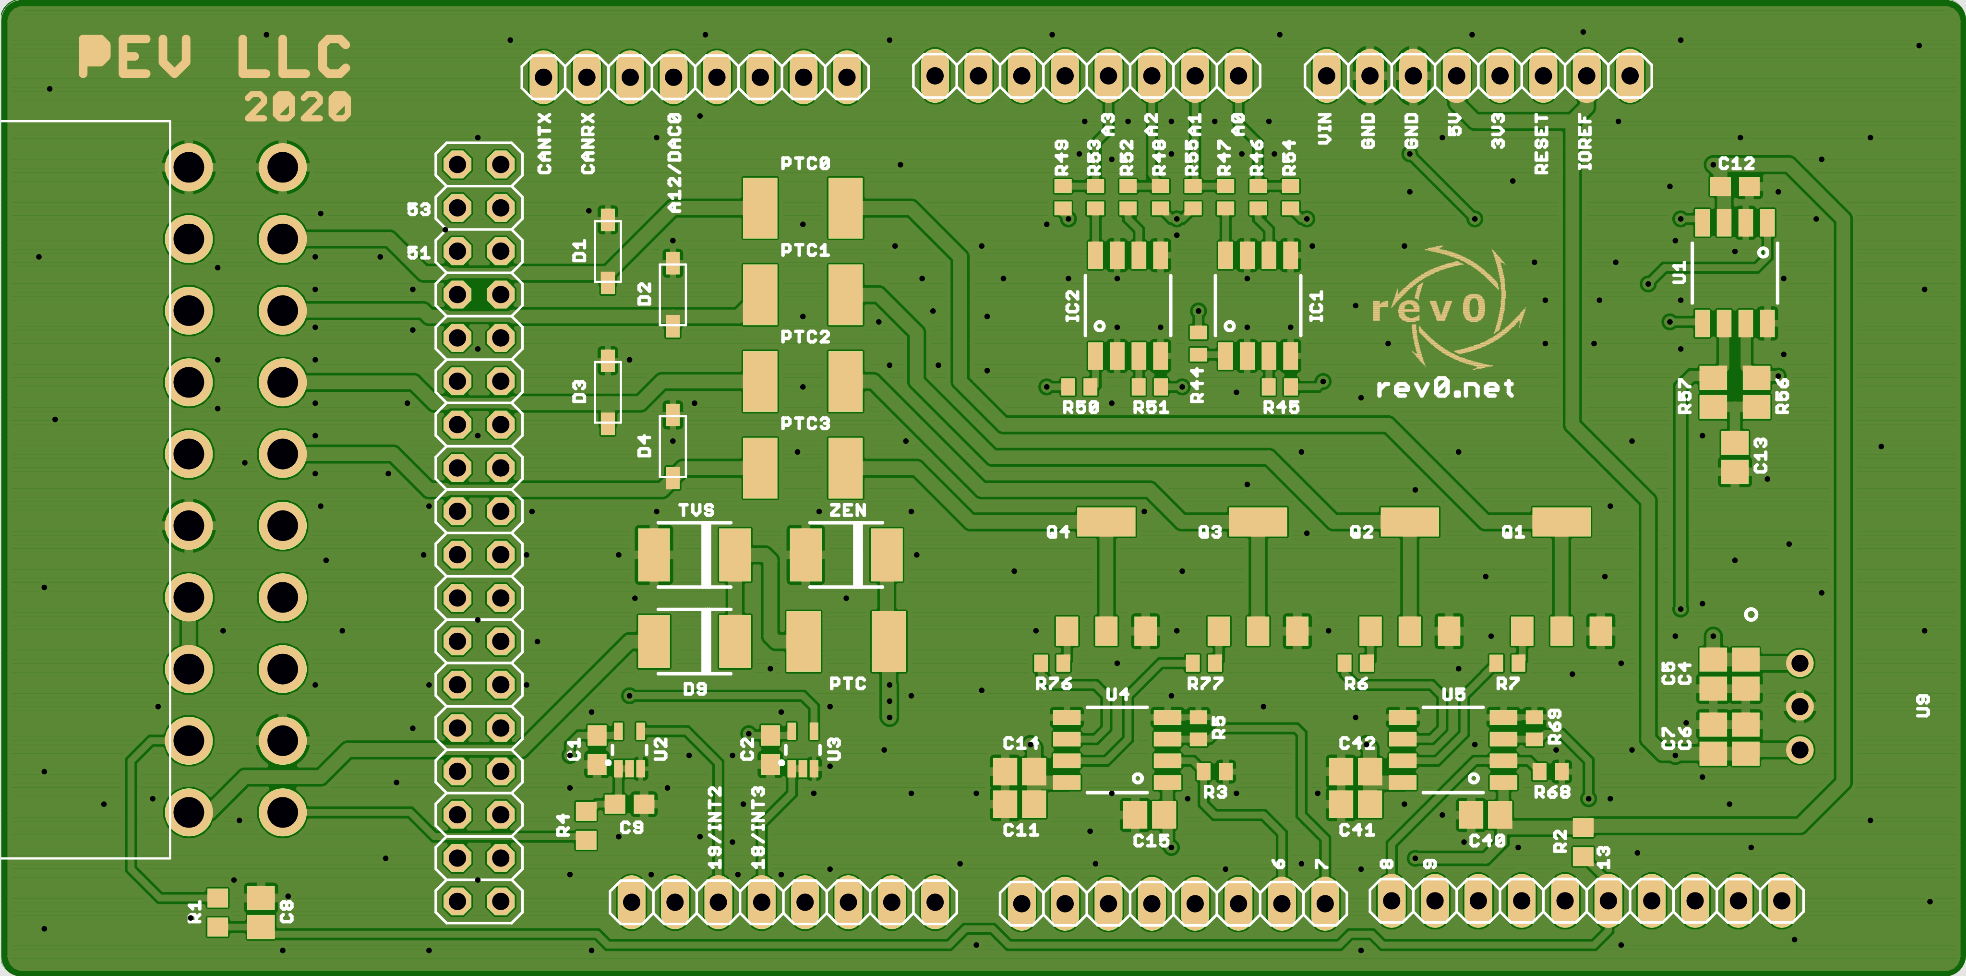 PEV LLC
2020
CANTX
CANRX
A12/DAC0
A3
A2
A1
A0
VIN
GND
GND
5V
3V3
RESET
IOREF
R49
R53
R52
R48
R55
R47
R46
R54
C12
PTC0
53
51
D1
PTC1
D2
U1
IC2
IC1
rev0
PTC2
D3
R44
rev0.net
R50
R51
R45
R57
R56
PTC3
D4
C13
TVS
ZEN
Q4
Q3
Q2
Q1
R76
R77
R6
R7
C5
C4
D9
PTC
U4
U5
U9
R5
R69
C7
C6
C1
U2
C2
U3
C14
C42
R3
R68
R4
C9
19/INT2
18/INT3
C11
C15
C41
C40
R2
6
7
8
9
13
R1
C8